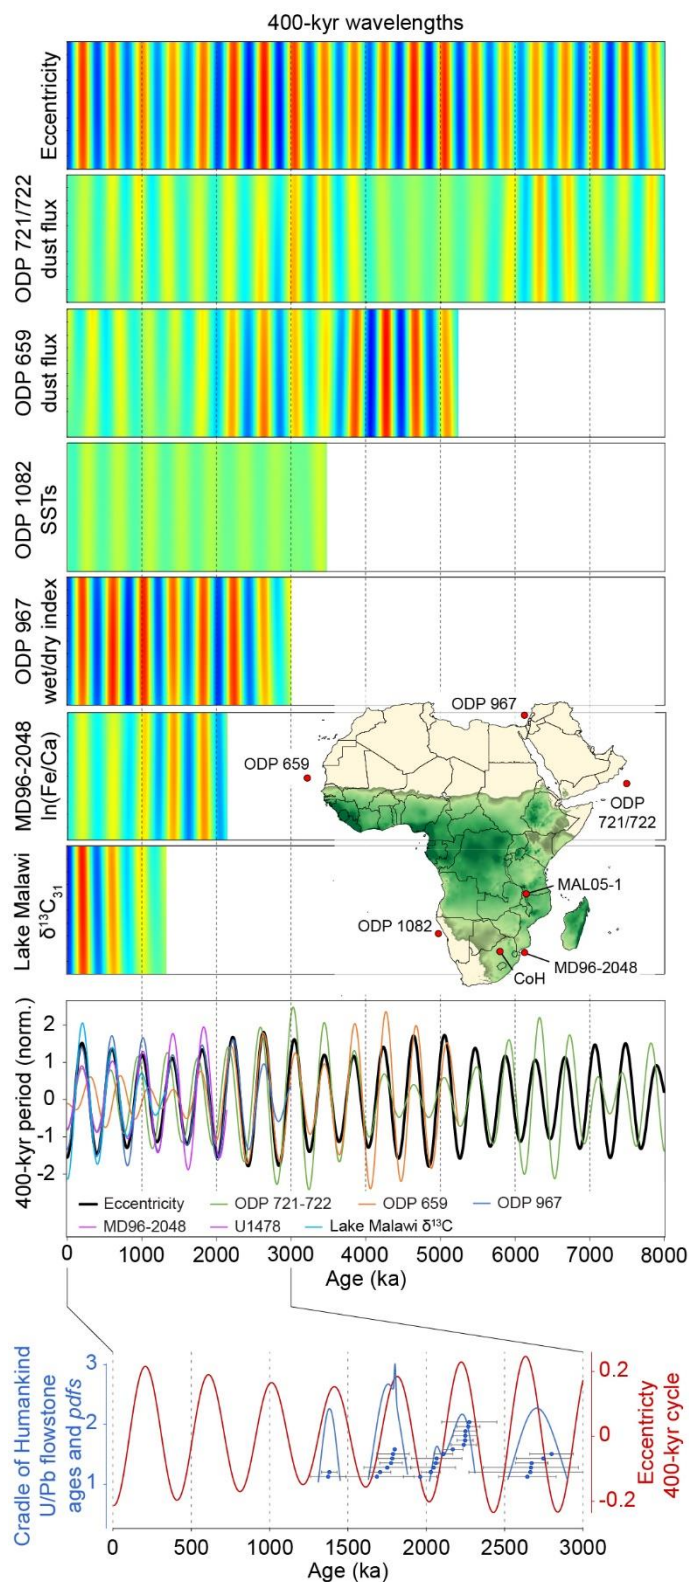 400-kyr wavelengths
Eccentricity
ODP 721/722
dust flux
ODP 659
dust flux
ODP 1082
SSTs
ODP 967
wet/dry index
MD96-2048
ln(Fe/Ca)
Lake Malawi
δ¹³C₃₁
ODP 967
ODP 659
ODP
721/722
MAL05-1
ODP 1082
MD96-2048
CoH
400-kyr period (norm.)
2
1
0
-1
-2
Eccentricity ODP 721-722 ODP 659 ODP 967
MD96-2048 U1478 Lake Malawi δ¹³C
0 1000 2000 3000 4000 5000 6000 7000 8000
Age (ka)
Cradle of Humankind
U/Pb flowstone
ages and pdfs
3
2
1
0.2
0
-0.2
Eccentricty
400-kyr cycle
0 500 1000 1500 2000 2500 3000
Age (ka)